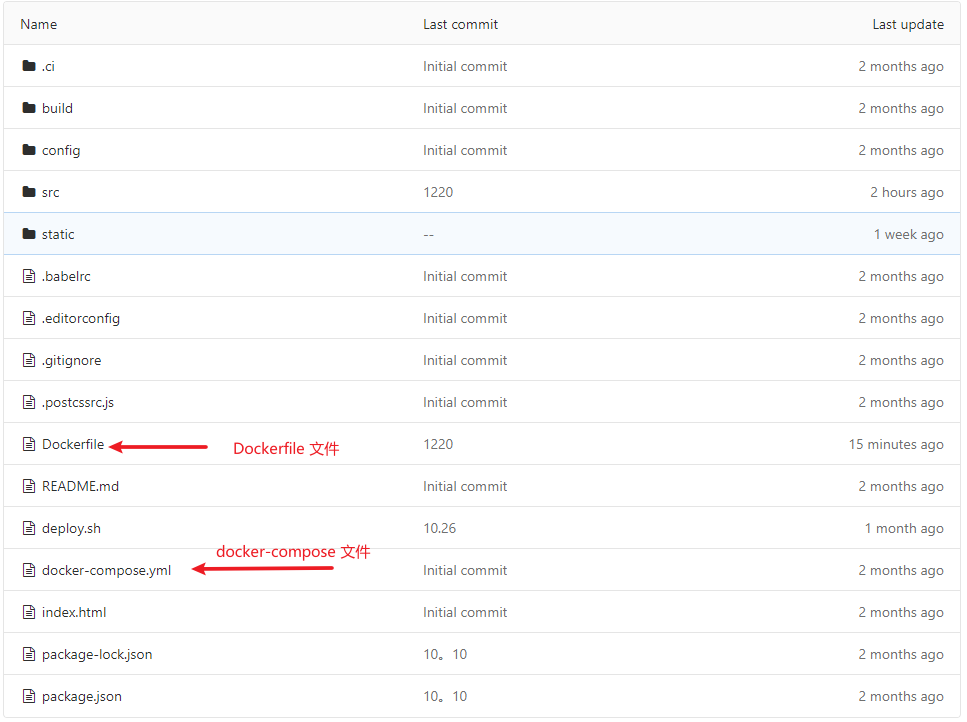 Name Last commit Last update
.ci Initial commit 2 months ago
build Initial commit 2 months ago
config Initial commit 2 months ago
src 1220 2 hours ago
static -- 1 week ago
.babelrc Initial commit 2 months ago
.editorconfig Initial commit 2 months ago
.gitignore Initial commit 2 months ago
.postcssrc.js Initial commit 2 months ago
Dockerfile Dockerfile 文件 1220 15 minutes ago
README.md Initial commit 2 months ago
deploy.sh 10.26 1 month ago
docker-compose 文件
docker-compose.yml Initial commit 2 months ago
index.html Initial commit 2 months ago
package-lock.json 10。10 2 months ago
package.json 10。10 2 months ago